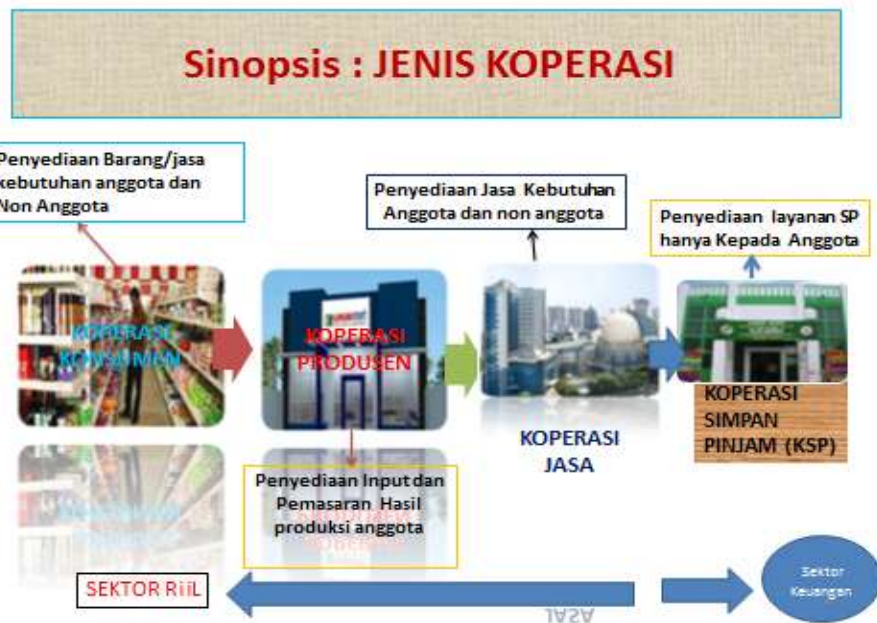 Sinopsis : JENIS KOPERASI
Penyediaan Barang/jasa
kebutuhan anggota dan
Non Anggota
Penyediaan Jasa Kebutuhan
Anggota dan non anggota
Penyediaan layanan SP
hanya Kepada Anggota
KOPERASI
KONSUMEN
KOPERASI
PRODUSEN
KOPERASI
JASA
KOPERASI
SIMPAN
PINJAM (KSP)
Penyediaan Input dan
Pemasaran Hasil
produksi anggota
SEKTOR RiiL
Sektor
Keuangan
JASA